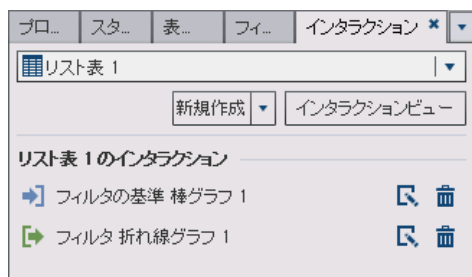 プロ... スタ... 表... フィ... インタラクション
リスト表 1
新規作成 インタラクションビュー
リスト表 1 のインタラクション
フィルタの基準 棒グラフ 1
フィルタ 折れ線グラフ 1